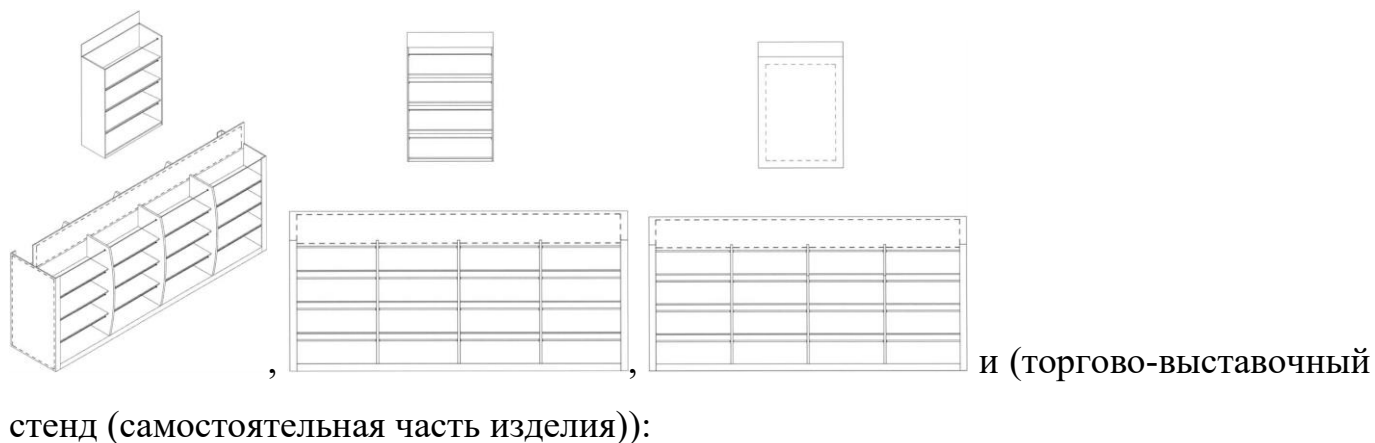 , , и (торгово-выставочный
стенд (самостоятельная часть изделия)):